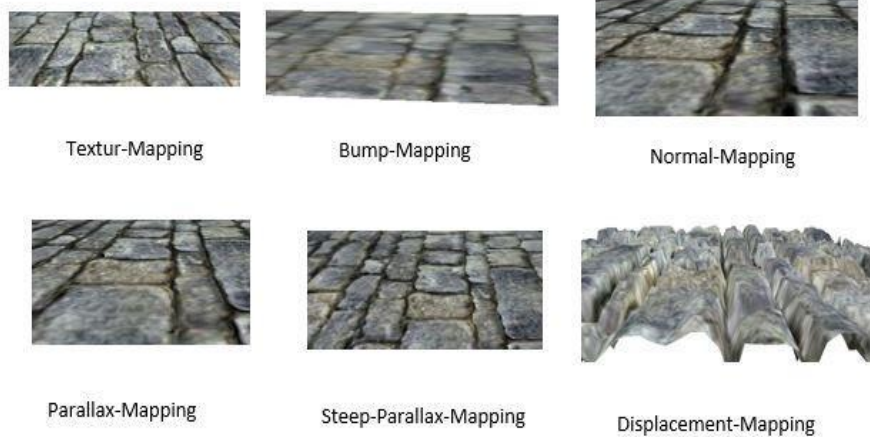 Textur-Mapping
Bump-Mapping
Normal-Mapping
Parallax-Mapping
Steep-Parallax-Mapping
Displacement-Mapping